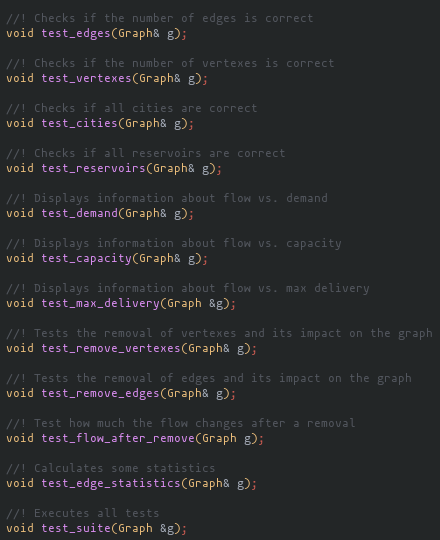 //! Checks if the number of edges is correct
void test_edges(Graph& g);
//! Checks if the number of vertexes is correct
void test_vertexes(Graph& g);
//! Checks if all cities are correct
void test_cities(Graph& g);
//! Checks if all reservoirs are correct
void test_reservoirs(Graph& g);
//! Displays information about flow vs. demand
void test_demand(Graph& g);
//! Displays information about flow vs. capacity
void test_capacity(Graph& g);
//! Displays information about flow vs. max delivery
void test_max_delivery(Graph &g);
//! Tests the removal of vertexes and its impact on the graph
void test_remove_vertexes(Graph& g);
//! Tests the removal of edges and its impact on the graph
void test_remove_edges(Graph& g);
//! Test how much the flow changes after a removal
void test_flow_after_remove(Graph g);
//! Calculates some statistics
void test_edge_statistics(Graph& g);
//! Executes all tests
void test_suite(Graph &g);